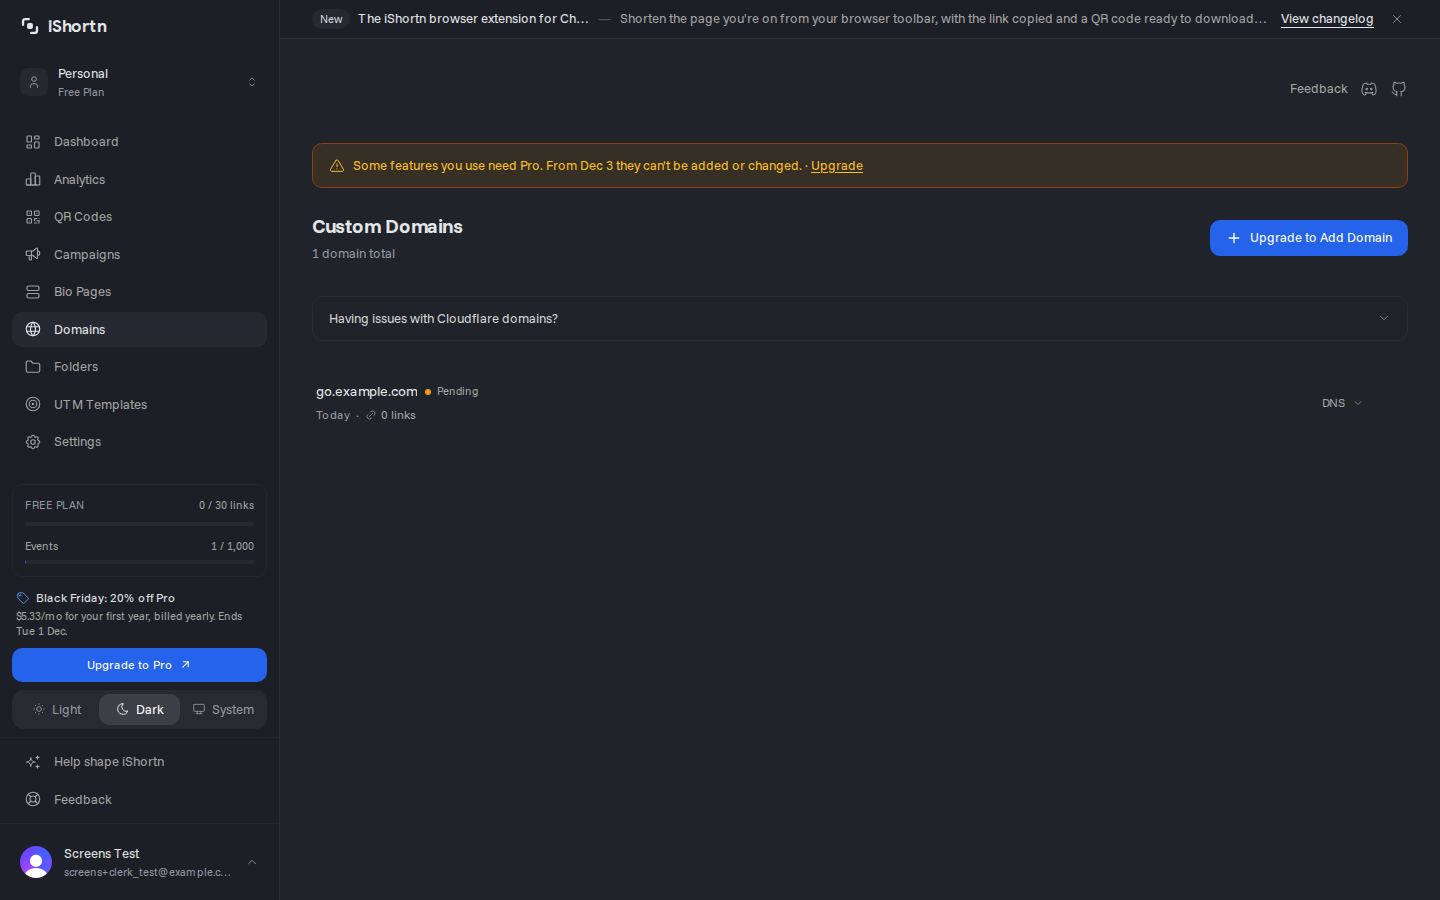 iShortn
Personal
Free Plan
Dashboard
Analytics
QR Codes
Campaigns
Bio Pages
Domains
Folders
UTM Templates
Settings
FREE PLAN 0 / 30 links
Events 1 / 1,000
Black Friday: 20% off Pro
$5.33/mo for your first year, billed yearly. Ends
Tue 1 Dec.
Upgrade to Pro
Light Dark System
Help shape iShortn
Feedback
Screens Test
screens+clerk_test@example.c...
New The iShortn browser extension for Ch... — Shorten the page you're on from your browser toolbar, with the link copied and a QR code ready to download... View changelog
Feedback
Some features you use need Pro. From Dec 3 they can't be added or changed. · Upgrade
Custom Domains
1 domain total
Upgrade to Add Domain
Having issues with Cloudflare domains?
go.example.com Pending
Today · 0 links
DNS